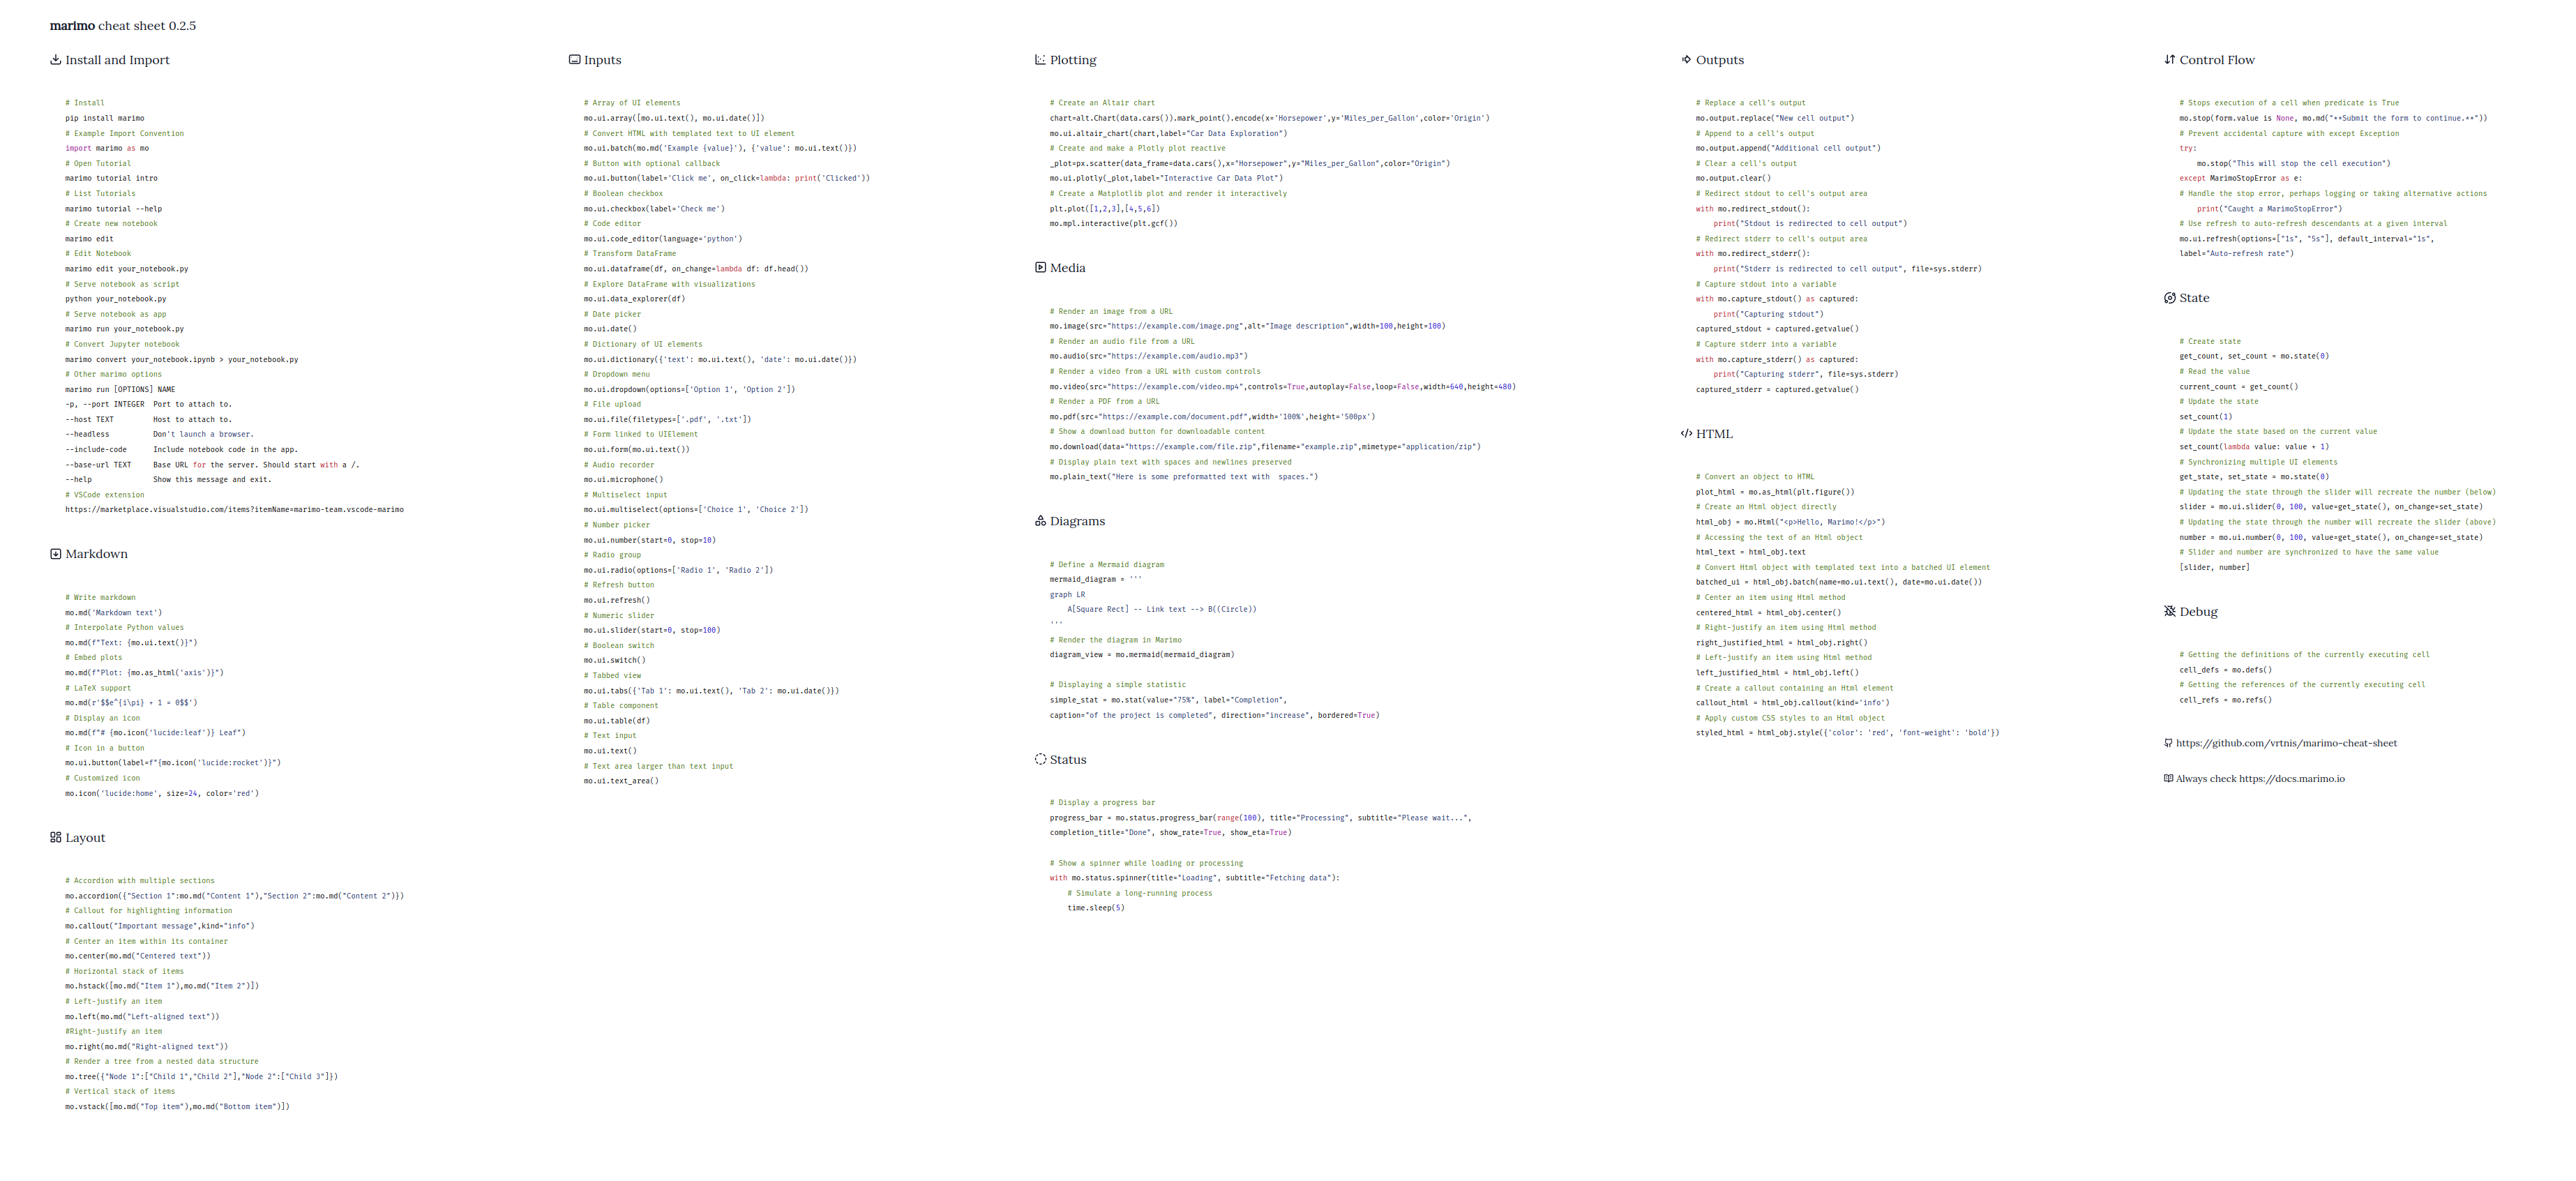 marimo cheat sheet 0.2.5
Install and Import
# Install
pip install marimo
# Example Import Convention
import marimo as mo
# Open Tutorial
marimo tutorial intro
# List Tutorials
marimo tutorial --help
# Create new notebook
marimo edit
# Edit Notebook
marimo edit your_notebook.py
# Serve notebook as script
python your_notebook.py
# Serve notebook as app
marimo run your_notebook.py
# Convert Jupyter notebook
marimo convert your_notebook.ipynb > your_notebook.py
# Other marimo options
marimo run [OPTIONS] NAME
-p, --port INTEGER  Port to attach to.
--host TEXT         Host to attach to.
--headless          Don't launch a browser.
--include-code      Include notebook code in the app.
--base-url TEXT     Base URL for the server. Should start with a /.
--help              Show this message and exit.
# VSCode extension
https://marketplace.visualstudio.com/items?itemName=marimo-team.vscode-marimo
Markdown
# Write markdown
mo.md('Markdown text')
# Interpolate Python values
mo.md(f"Text: {mo.ui.text()}")
# Embed plots
mo.md(f"Plot: {mo.as_html('axis')}")
# LaTeX support
mo.md(r'$$e^{i\pi} + 1 = 0$$')
# Display an icon
mo.md(f"# {mo.icon('lucide:leaf')} Leaf")
# Icon in a button
mo.ui.button(label=f"{mo.icon('lucide:rocket')}")
# Customized icon
mo.icon('lucide:home', size=24, color='red')
Layout
# Accordion with multiple sections
mo.accordion({"Section 1":mo.md("Content 1"),"Section 2":mo.md("Content 2")})
# Callout for highlighting information
mo.callout("Important message",kind="info")
# Center an item within its container
mo.center(mo.md("Centered text"))
# Horizontal stack of items
mo.hstack([mo.md("Item 1"),mo.md("Item 2")])
# Left-justify an item
mo.left(mo.md("Left-aligned text"))
#Right-justify an item
mo.right(mo.md("Right-aligned text"))
# Render a tree from a nested data structure
mo.tree({"Node 1":["Child 1","Child 2"],"Node 2":["Child 3"]})
# Vertical stack of items
mo.vstack([mo.md("Top item"),mo.md("Bottom item")])
Inputs
# Array of UI elements
mo.ui.array([mo.ui.text(), mo.ui.date()])
# Convert HTML with templated text to UI element
mo.ui.batch(mo.md('Example {value}'), {'value': mo.ui.text()})
# Button with optional callback
mo.ui.button(label='Click me', on_click=lambda: print('Clicked'))
# Boolean checkbox
mo.ui.checkbox(label='Check me')
# Code editor
mo.ui.code_editor(language='python')
# Transform DataFrame
mo.ui.dataframe(df, on_change=lambda df: df.head())
# Explore DataFrame with visualizations
mo.ui.data_explorer(df)
# Date picker
mo.ui.date()
# Dictionary of UI elements
mo.ui.dictionary({'text': mo.ui.text(), 'date': mo.ui.date()})
# Dropdown menu
mo.ui.dropdown(options=['Option 1', 'Option 2'])
# File upload
mo.ui.file(filetypes=['.pdf', '.txt'])
# Form linked to UIElement
mo.ui.form(mo.ui.text())
# Audio recorder
mo.ui.microphone()
# Multiselect input
mo.ui.multiselect(options=['Choice 1', 'Choice 2'])
# Number picker
mo.ui.number(start=0, stop=10)
# Radio group
mo.ui.radio(options=['Radio 1', 'Radio 2'])
# Refresh button
mo.ui.refresh()
# Numeric slider
mo.ui.slider(start=0, stop=100)
# Boolean switch
mo.ui.switch()
# Tabbed view
mo.ui.tabs({'Tab 1': mo.ui.text(), 'Tab 2': mo.ui.date()})
# Table component
mo.ui.table(df)
# Text input
mo.ui.text()
# Text area larger than text input
mo.ui.text_area()
Plotting
# Create an Altair chart
chart=alt.Chart(data.cars()).mark_point().encode(x='Horsepower',y='Miles_per_Gallon',color='Origin')
mo.ui.altair_chart(chart,label="Car Data Exploration")
# Create and make a Plotly plot reactive
_plot=px.scatter(data_frame=data.cars(),x="Horsepower",y="Miles_per_Gallon",color="Origin")
mo.ui.plotly(_plot,label="Interactive Car Data Plot")
# Create a Matplotlib plot and render it interactively
plt.plot([1,2,3],[4,5,6])
mo.mpl.interactive(plt.gcf())
Media
# Render an image from a URL
mo.image(src="https://example.com/image.png",alt="Image description",width=100,height=100)
# Render an audio file from a URL
mo.audio(src="https://example.com/audio.mp3")
# Render a video from a URL with custom controls
mo.video(src="https://example.com/video.mp4",controls=True,autoplay=False,loop=False,width=640,height=480)
# Render a PDF from a URL
mo.pdf(src="https://example.com/document.pdf",width='100%',height='500px')
# Show a download button for downloadable content
mo.download(data="https://example.com/file.zip",filename="example.zip",mimetype="application/zip")
# Display plain text with spaces and newlines preserved
mo.plain_text("Here is some preformatted text with  spaces.")
Diagrams
# Define a Mermaid diagram
mermaid_diagram = '''
graph LR
    A[Square Rect] -- Link text --> B((Circle))
'''
# Render the diagram in Marimo
diagram_view = mo.mermaid(mermaid_diagram)
# Displaying a simple statistic
simple_stat = mo.stat(value="75%", label="Completion",
caption="of the project is completed", direction="increase", bordered=True)
Status
# Display a progress bar
progress_bar = mo.status.progress_bar(range(100), title="Processing", subtitle="Please wait...",
completion_title="Done", show_rate=True, show_eta=True)
# Show a spinner while loading or processing
with mo.status.spinner(title="Loading", subtitle="Fetching data"):
    # Simulate a long-running process
    time.sleep(5)
Outputs
# Replace a cell's output
mo.output.replace("New cell output")
# Append to a cell's output
mo.output.append("Additional cell output")
# Clear a cell's output
mo.output.clear()
# Redirect stdout to cell's output area
with mo.redirect_stdout():
    print("Stdout is redirected to cell output")
# Redirect stderr to cell's output area
with mo.redirect_stderr():
    print("Stderr is redirected to cell output", file=sys.stderr)
# Capture stdout into a variable
with mo.capture_stdout() as captured:
    print("Capturing stdout")
captured_stdout = captured.getvalue()
# Capture stderr into a variable
with mo.capture_stderr() as captured:
    print("Capturing stderr", file=sys.stderr)
captured_stderr = captured.getvalue()
HTML
# Convert an object to HTML
plot_html = mo.as_html(plt.figure())
# Create an Html object directly
html_obj = mo.Html("<p>Hello, Marimo!</p>")
# Accessing the text of an Html object
html_text = html_obj.text
# Convert Html object with templated text into a batched UI element
batched_ui = html_obj.batch(name=mo.ui.text(), date=mo.ui.date())
# Center an item using Html method
centered_html = html_obj.center()
# Right-justify an item using Html method
right_justified_html = html_obj.right()
# Left-justify an item using Html method
left_justified_html = html_obj.left()
# Create a callout containing an Html element
callout_html = html_obj.callout(kind='info')
# Apply custom CSS styles to an Html object
styled_html = html_obj.style({'color': 'red', 'font-weight': 'bold'})
Control Flow
# Stops execution of a cell when predicate is True
mo.stop(form.value is None, mo.md("**Submit the form to continue.**"))
# Prevent accidental capture with except Exception
try:
    mo.stop("This will stop the cell execution")
except MarimoStopError as e:
# Handle the stop error, perhaps logging or taking alternative actions
    print("Caught a MarimoStopError")
# Use refresh to auto-refresh descendants at a given interval
mo.ui.refresh(options=["1s", "5s"], default_interval="1s",
label="Auto-refresh rate")
State
# Create state
get_count, set_count = mo.state(0)
# Read the value
current_count = get_count()
# Update the state
set_count(1)
# Update the state based on the current value
set_count(lambda value: value + 1)
# Synchronizing multiple UI elements
get_state, set_state = mo.state(0)
# Updating the state through the slider will recreate the number (below)
slider = mo.ui.slider(0, 100, value=get_state(), on_change=set_state)
# Updating the state through the number will recreate the slider (above)
number = mo.ui.number(0, 100, value=get_state(), on_change=set_state)
# Slider and number are synchronized to have the same value
[slider, number]
Debug
# Getting the definitions of the currently executing cell
cell_defs = mo.defs()
# Getting the references of the currently executing cell
cell_refs = mo.refs()
https://github.com/vrtnis/marimo-cheat-sheet
Always check https://docs.marimo.io